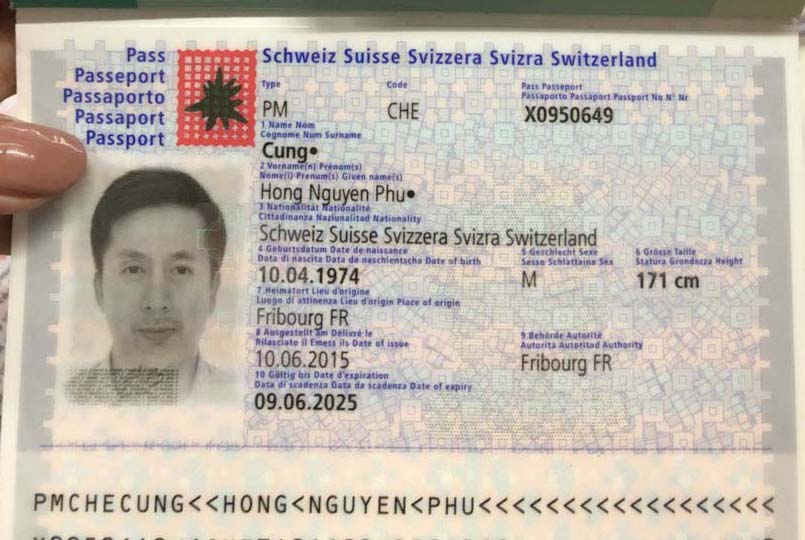 Pass
Passeport
Passaporto
Passaport
Passport
Schweiz Suisse Svizzera Svizra Switzerland
Type Code Pass Passeport
Passaporto Passaport Passport No N° Nr
PM CHE X0950649
1 Name Nom
Cognome Num Surname
Cung•
2 Vorname(n) Prénom(s)
Nome(i) Prenum(s) Given name(s)
Hong Nguyen Phu•
3 Nationalität Nationalité
Cittadinanza Naziunalitad Nationality
Schweiz Suisse Svizzera Svizra Switzerland
4 Geburtsdatum Date de naissance 5 Geschlecht Sexe 6 Grösse Taille
Data di nascita Data da naschientscha Date of birth Sesso Schlattaina Sex Statura Grondezza Height
10.04.1974 M 171 cm
7 Heimatort Lieu d'origine
Luogo di attinenza Lieu d'origin Place of origin
Fribourg FR
8 Ausgestellt am Délivré le 9 Behörde Autorité
Rilasciato il Emess ils Date of issue Autorità Autoritad Authority
10.06.2015 Fribourg FR
10 Gültig bis Date d'expiration
Data di scadenza Data da scadenza Date of expiry
09.06.2025
PMCHECUNG<<HONG<NGUYEN<PHU<<<<<<<<<<<<<<<<<<